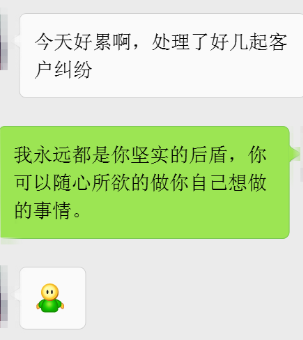 今天好累啊，处理了好几起客
户纠纷
我永远都是你坚实的后盾，你
可以随心所欲的做你自己想做
的事情。